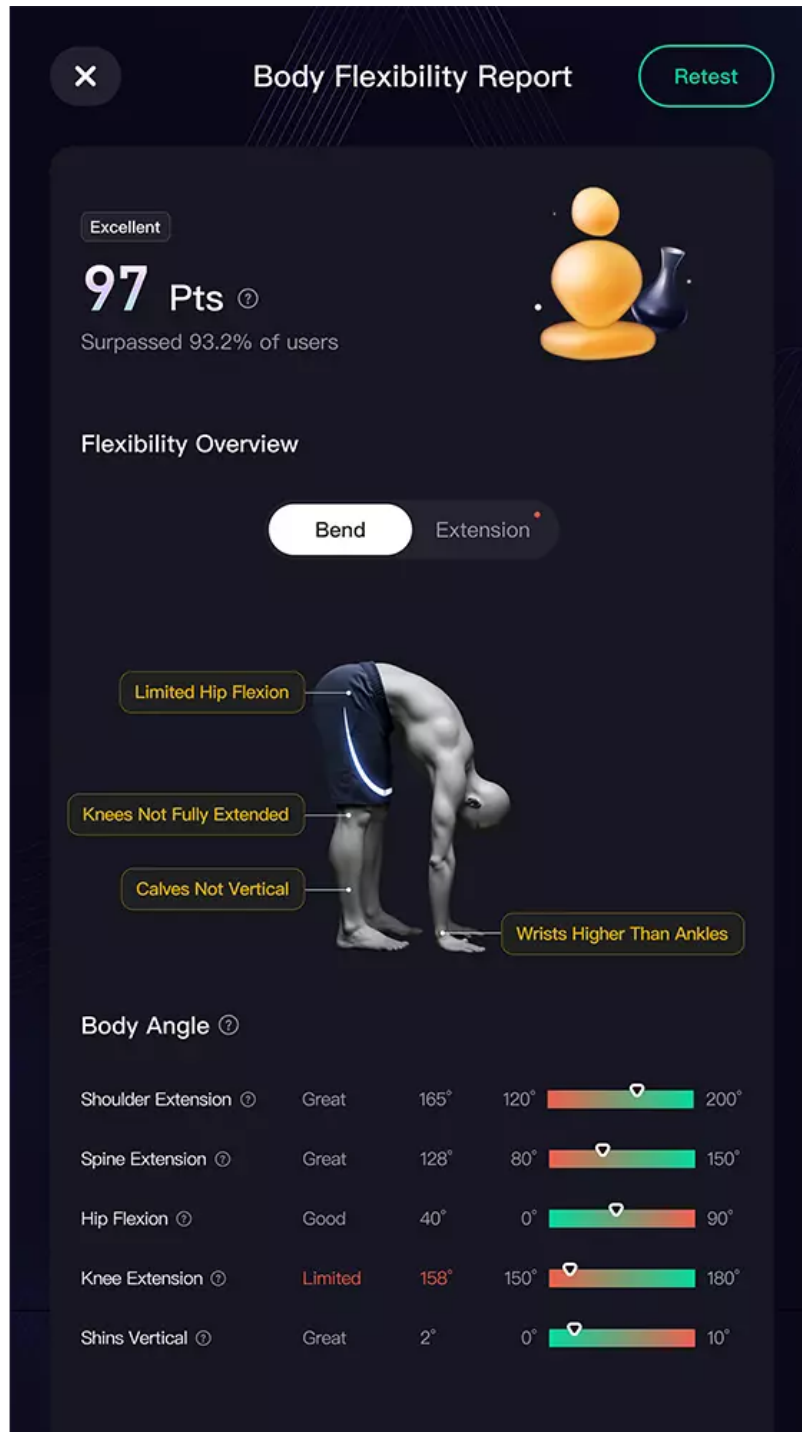 Body Flexibility Report
Retest
Excellent
97 Pts ?
Surpassed 93.2% of users
Flexibility Overview
Bend Extension
Limited Hip Flexion
Knees Not Fully Extended
Calves Not Vertical
Wrists Higher Than Ankles
Body Angle ?
Shoulder Extension ? Great 165° 120° 200°
Spine Extension ? Great 128° 80° 150°
Hip Flexion ? Good 40° 0° 90°
Knee Extension ? Limited 158° 150° 180°
Shins Vertical ? Great 2° 0° 10°